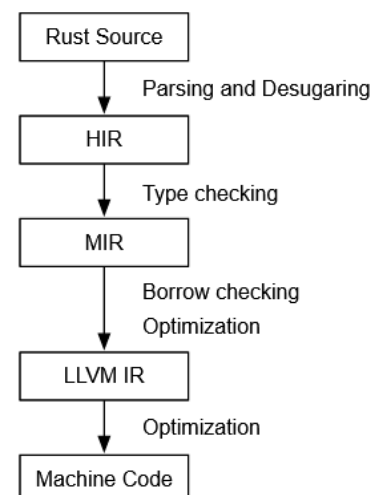 Rust Source
Parsing and Desugaring
HIR
Type checking
MIR
Borrow checking
Optimization
LLVM IR
Optimization
Machine Code